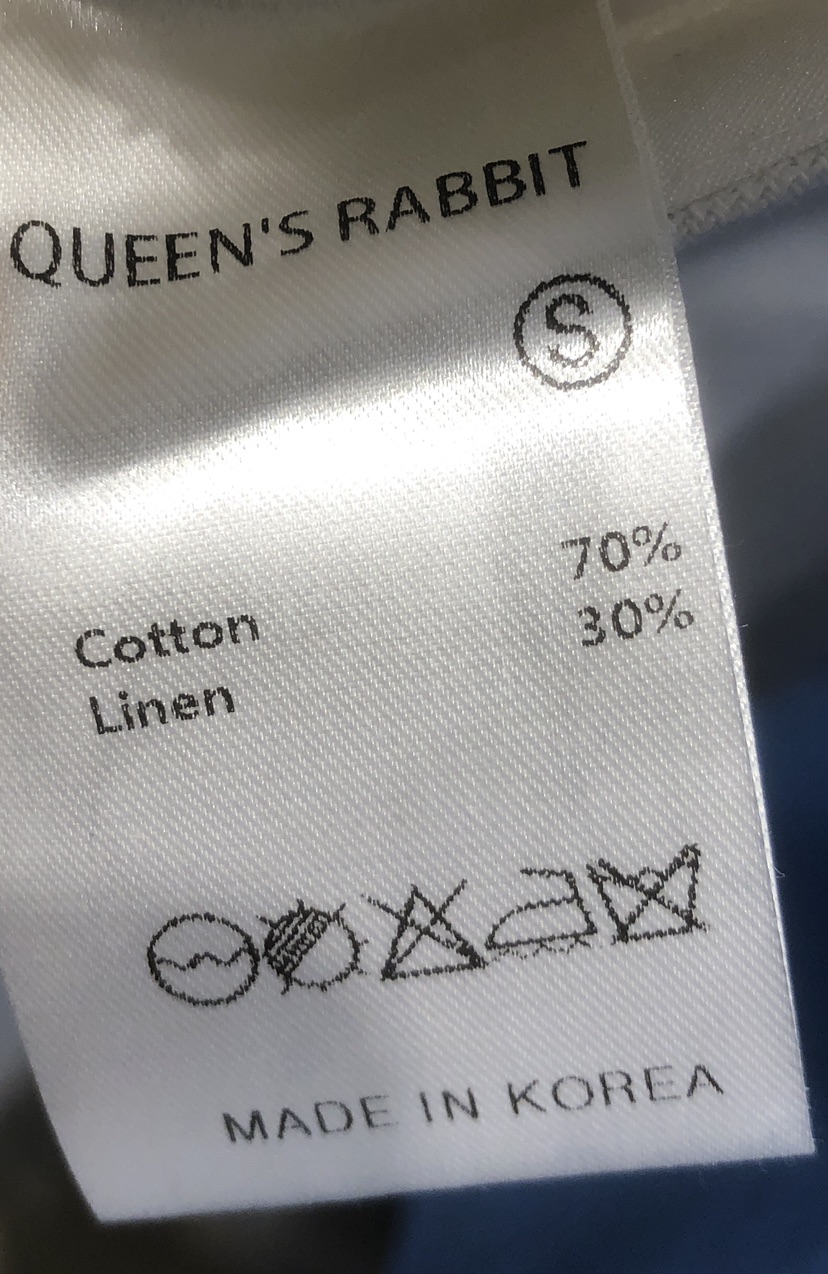 QUEEN'S RABBIT
S
70%
Cotton
30%
Linen
MADE IN KOREA